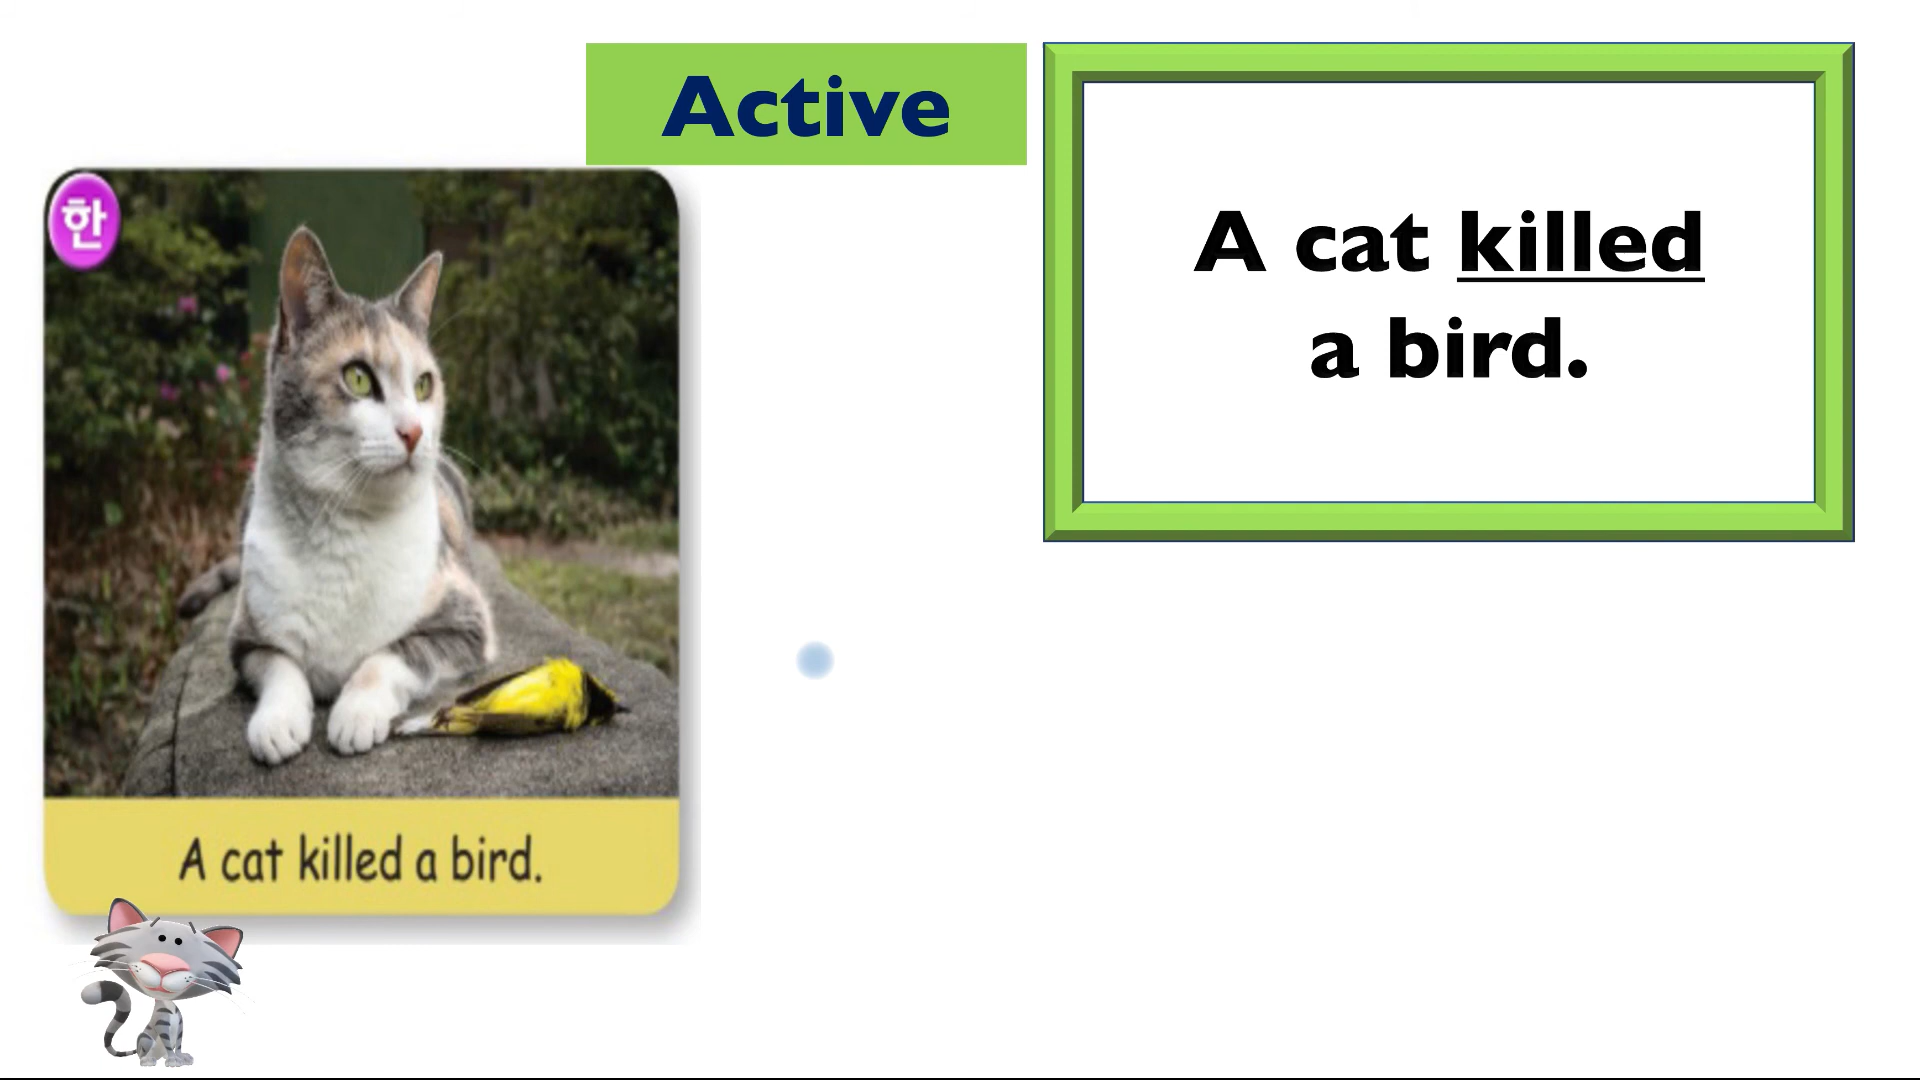 Active
A cat killed
a bird.
한
A cat killed a bird.